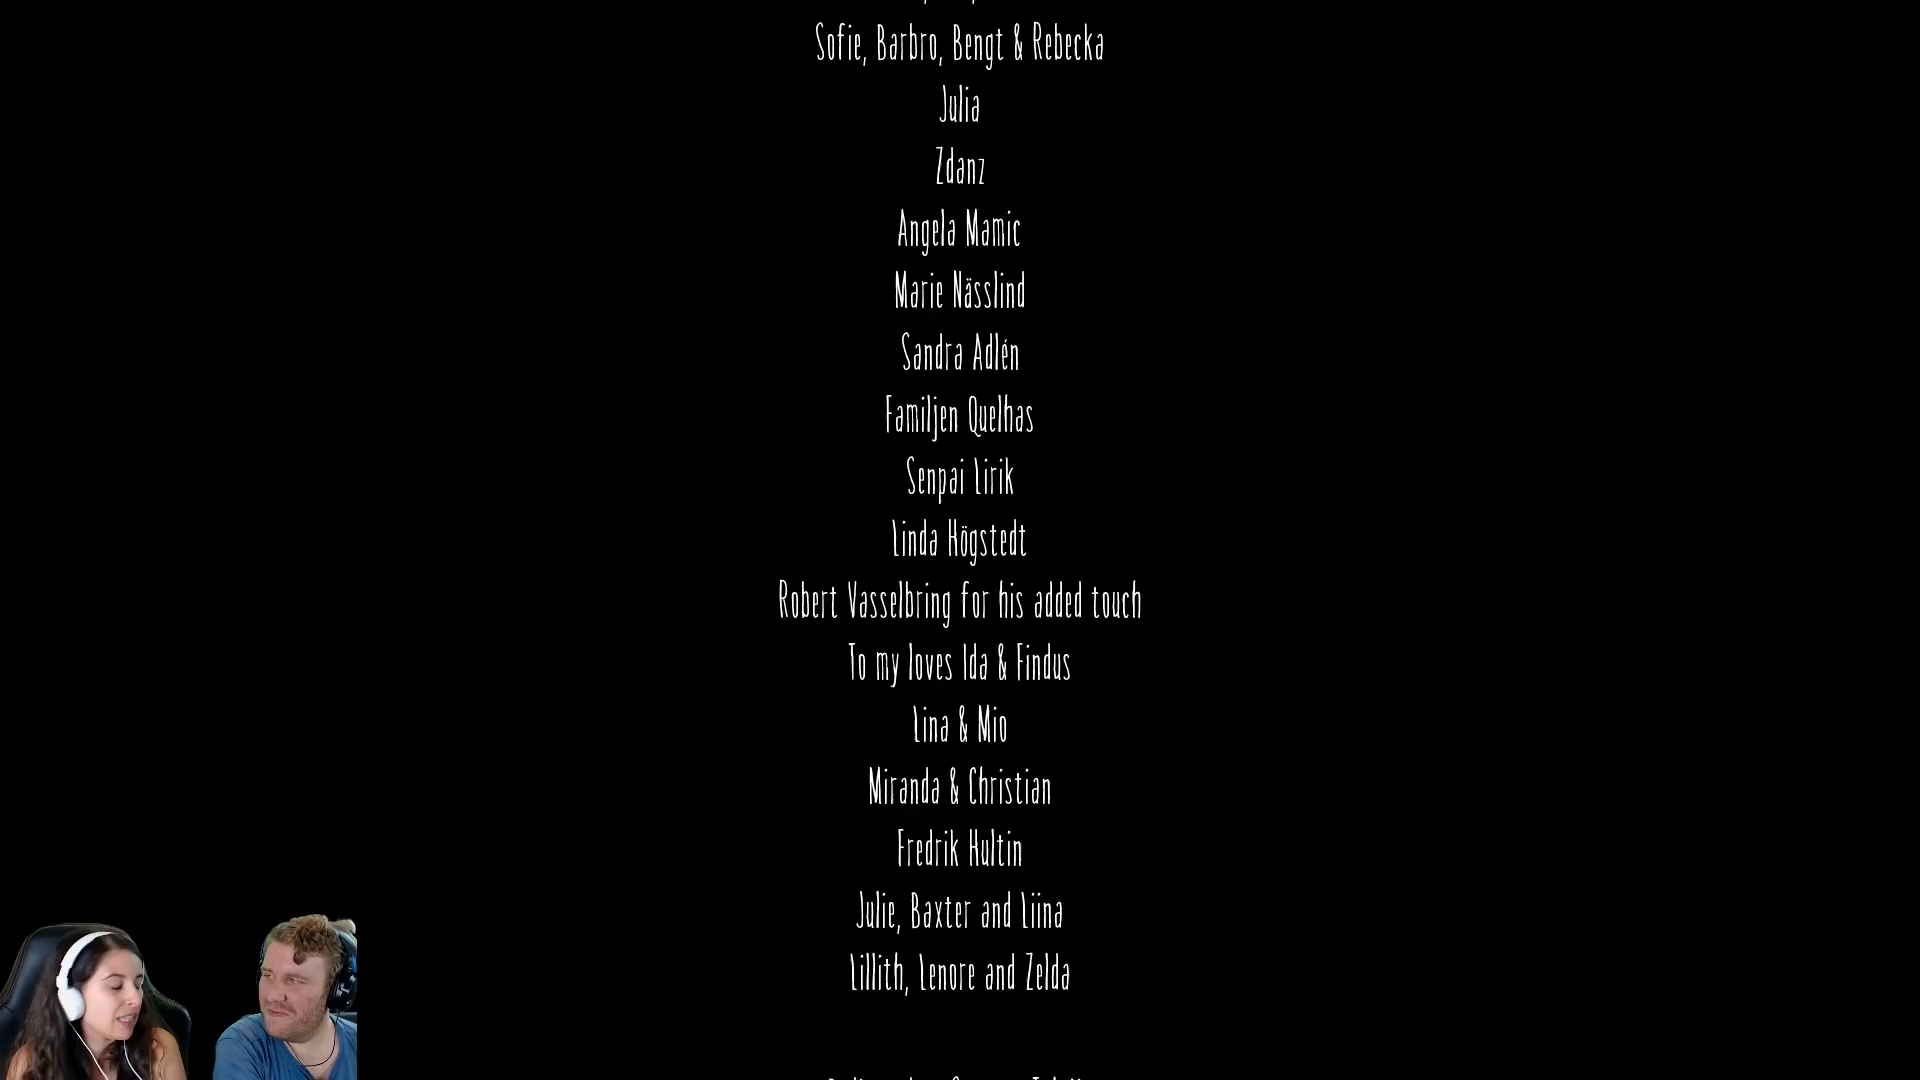 Sofie, Barbro, Bengt & Rebecka
Julia
Zdanz
Angela Mamic
Marie Nässlind
Sandra Adlén
Familjen Quelhas
Senpai Lirik
Linda Högstedt
Robert Vasselbring for his added touch
To my loves Ida & Findus
Lina & Mio
Miranda & Christian
Fredrik Hultin
Julie, Baxter and Liina
Lillith, Lenore and Zelda